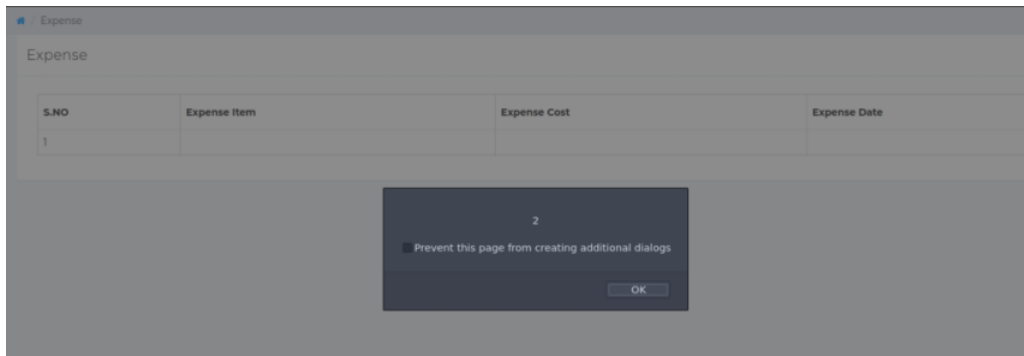 / Expense
Expense
S.NO Expense Item Expense Cost Expense Date
1
2
Prevent this page from creating additional dialogs
OK